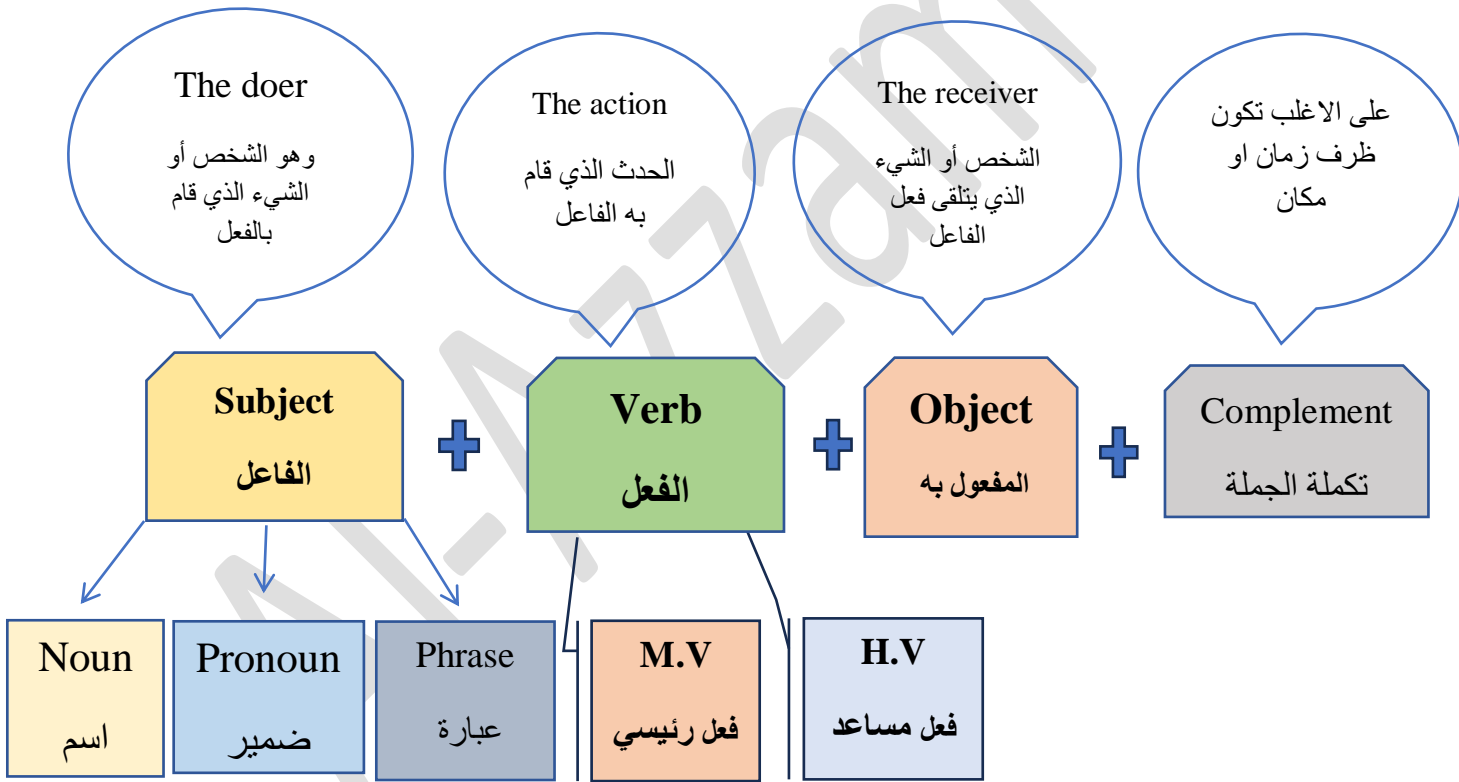 The doer
وهو الشخص أو
الشيء الذي قام
بالفعل
The action
الحدث الذي قام
به الفاعل
The receiver
الشخص أو الشيء
الذي يتلقى فعل
الفاعل
على الاغلب تكون
ظرف زمان او
مكان
Subject
الفاعل
Verb
الفعل
Object
المفعول به
Complement
تكملة الجملة
Noun
اسم
Pronoun
ضمير
Phrase
عبارة
M.V
فعل رئيسي
H.V
فعل مساعد
Al-Azzam